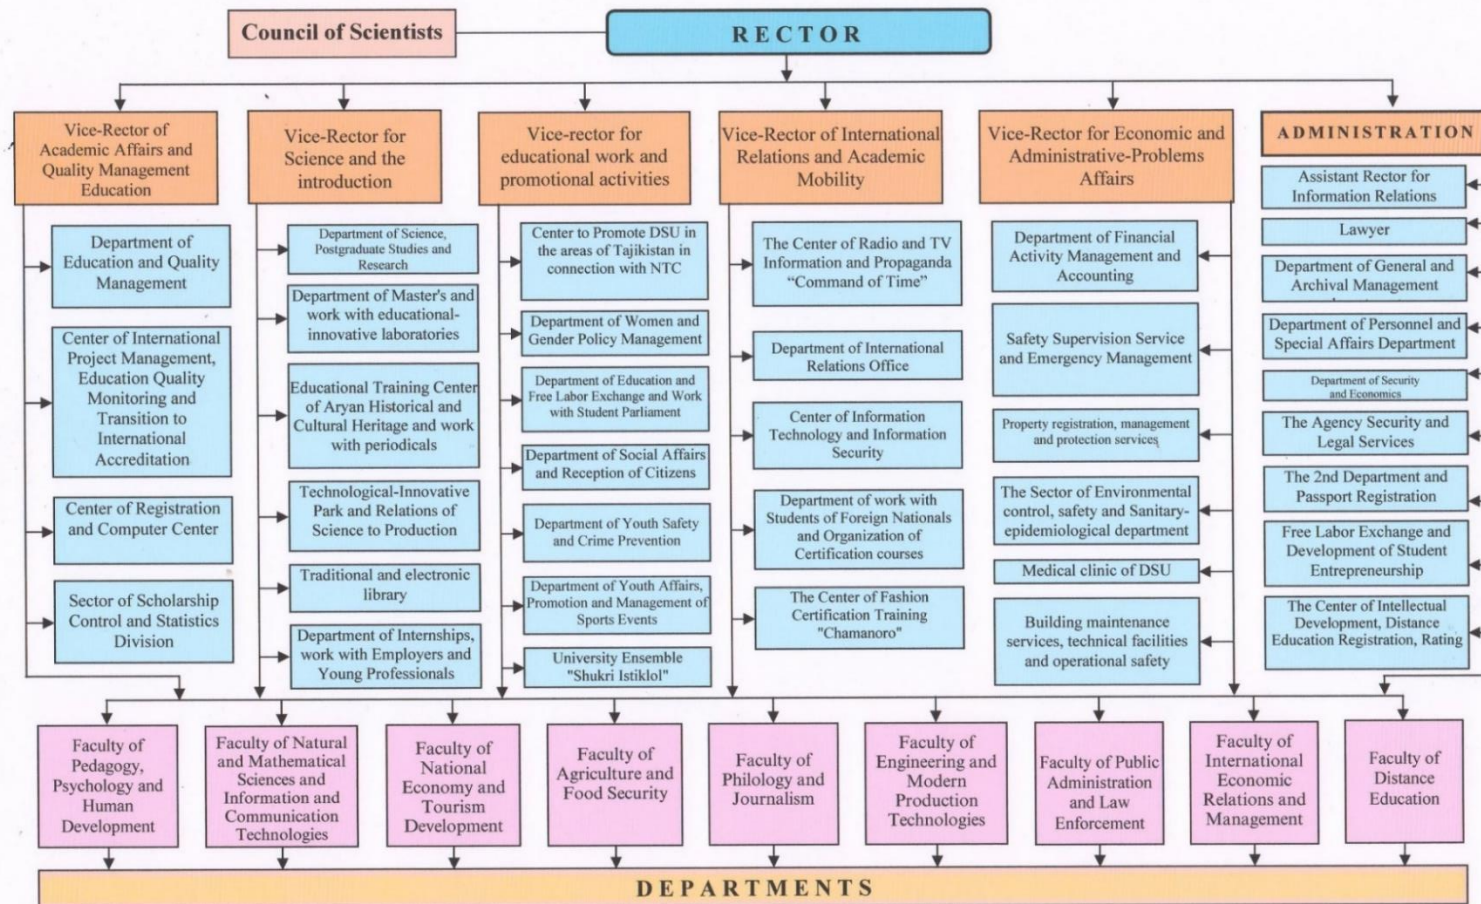 Council of Scientists
RECTOR
Vice-Rector of
Academic Affairs and
Quality Management
Education
Vice-Rector for
Science and the
introduction
Vice-rector for
educational work and
promotional activities
Vice-Rector of International
Relations and Academic
Mobility
Vice-Rector for Economic and
Administrative-Problems
Affairs
ADMINISTRATION
Department of
Education and Quality
Management
Center of International
Project Management,
Education Quality
Monitoring and
Transition to
International
Accreditation
Center of Registration
and Computer Center
Sector of Scholarship
Control and Statistics
Division
Department of Science,
Postgraduate Studies and
Research
Department of Master's and
work with educational-
innovative laboratories
Educational Training Center
of Aryan Historical and
Cultural Heritage and work
with periodicals
Technological-Innovative
Park and Relations of
Science to Production
Traditional and electronic
library
Department of Internships,
work with Employers and
Young Professionals
Center to Promote DSU in
the areas of Tajikistan in
connection with NTC
Department of Women and
Gender Policy Management
Department of Education and
Free Labor Exchange and Work
with Student Parliament
Department of Social Affairs
and Reception of Citizens
Department of Youth Safety
and Crime Prevention
Department of Youth Affairs,
Promotion and Management of
Sports Events
University Ensemble
"Shukri Istiklol"
The Center of Radio and TV
Information and Propaganda
“Command of Time”
Department of International
Relations Office
Center of Information
Technology and Information
Security
Department of work with
Students of Foreign Nationals
and Organization of
Certification courses
The Center of Fashion
Certification Training
"Chamanoro"
Department of Financial
Activity Management and
Accounting
Safety Supervision Service
and Emergency Management
Property registration, management
and protection services
The Sector of Environmental
control, safety and Sanitary-
epidemiological department
Medical clinic of DSU
Building maintenance
services, technical facilities
and operational safety
Assistant Rector for
Information Relations
Lawyer
Department of General and
Archival Management
Department of Personnel and
Special Affairs Department
Department of Security
and Economics
The Agency Security and
Legal Services
The 2nd Department and
Passport Registration
Free Labor Exchange and
Development of Student
Entrepreneurship
The Center of Intellectual
Development, Distance
Education Registration, Rating
Faculty of
Pedagogy,
Psychology and
Human
Development
Faculty of Natural
and Mathematical
Sciences and
Information and
Communication
Technologies
Faculty of
National
Economy and
Tourism
Development
Faculty of
Agriculture and
Food Security
Faculty of
Philology and
Journalism
Faculty of
Engineering and
Modern
Production
Technologies
Faculty of Public
Administration
and Law
Enforcement
Faculty of
International
Economic
Relations and
Management
Faculty of
Distance
Education
DEPARTMENTS